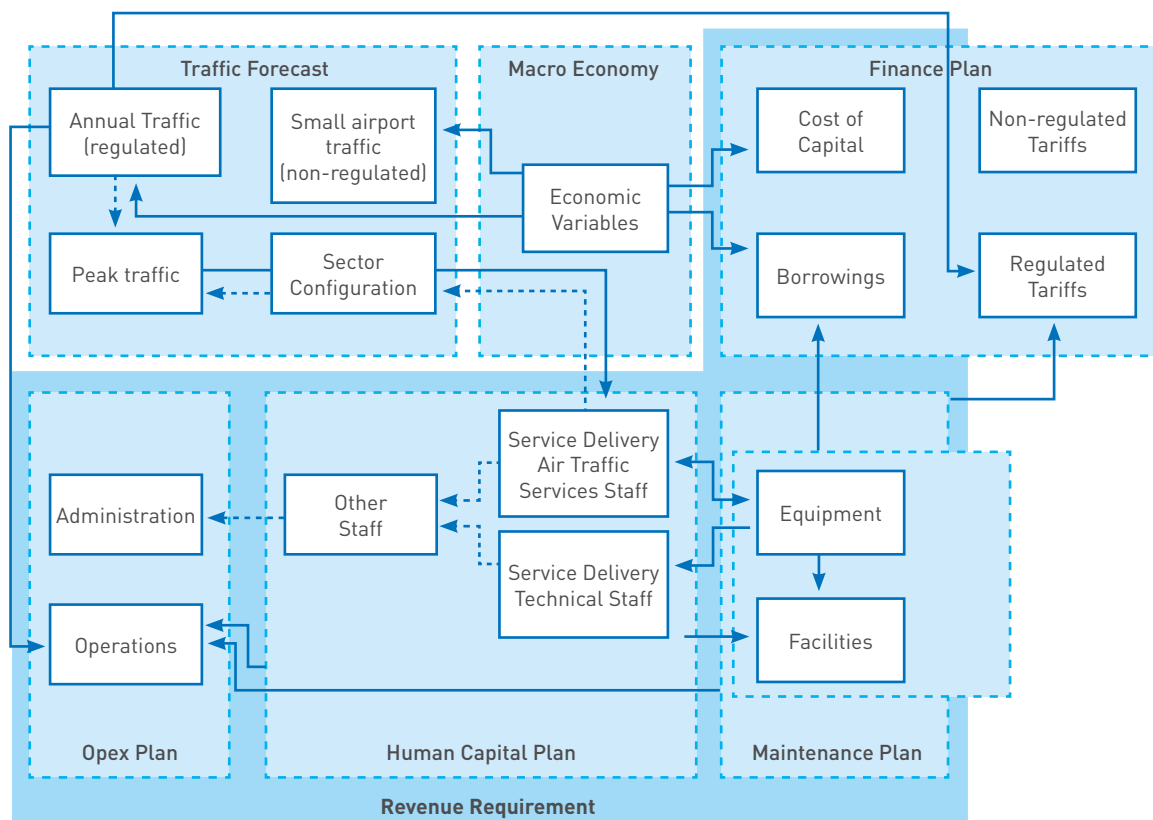 Traffic Forecast
Macro Economy
Finance Plan
Annual Traffic
(regulated)
Small airport
traffic
(non-regulated)
Cost of
Capital
Non-regulated
Tariffs
Economic
Variables
Peak traffic
Sector
Configuration
Borrowings
Regulated
Tariffs
Service Delivery
Air Traffic
Services Staff
Administration
Other
Staff
Equipment
Service Delivery
Technical Staff
Operations
Facilities
Opex Plan
Human Capital Plan
Maintenance Plan
Revenue Requirement